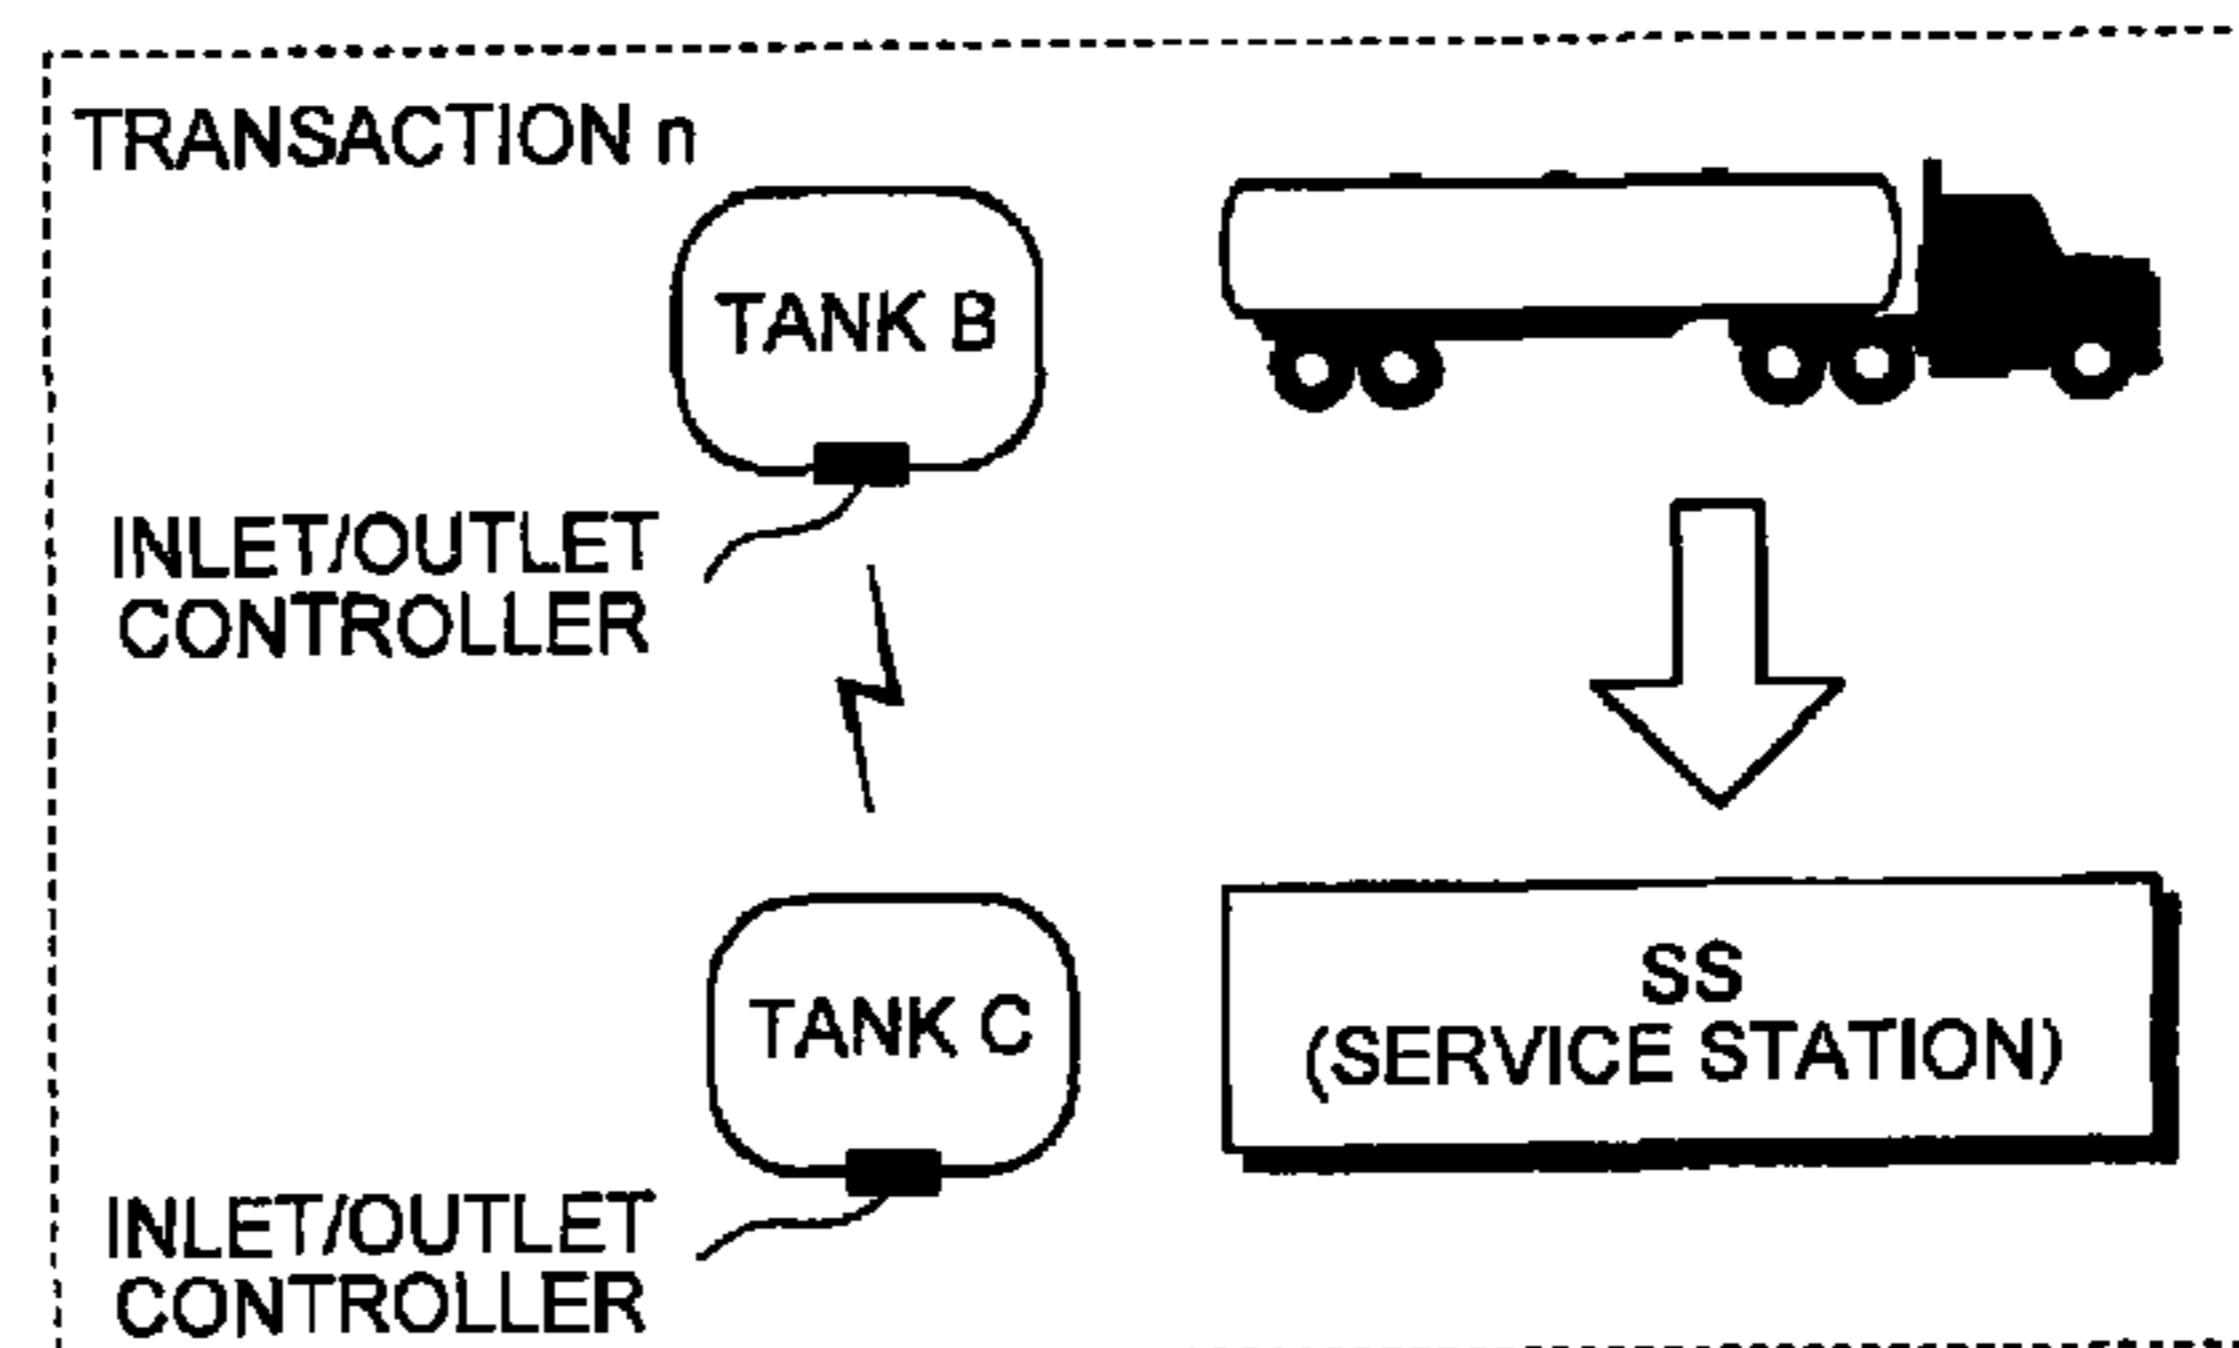 TRANSACTION n
TANK B
INLET/OUTLET
CONTROLLER
TANK C
SS
(SERVICE STATION)
INLET/OUTLET
CONTROLLER